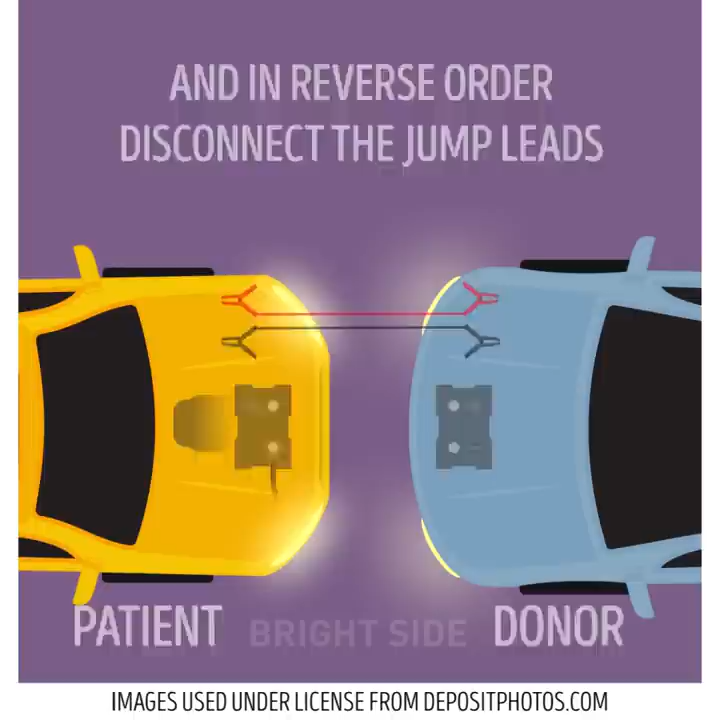 AND IN REVERSE ORDER
DISCONNECT THE JUMP LEADS
PATIENT BRIGHT SIDE DONOR
IMAGES USED UNDER LICENSE FROM DEPOSITPHOTOS.COM